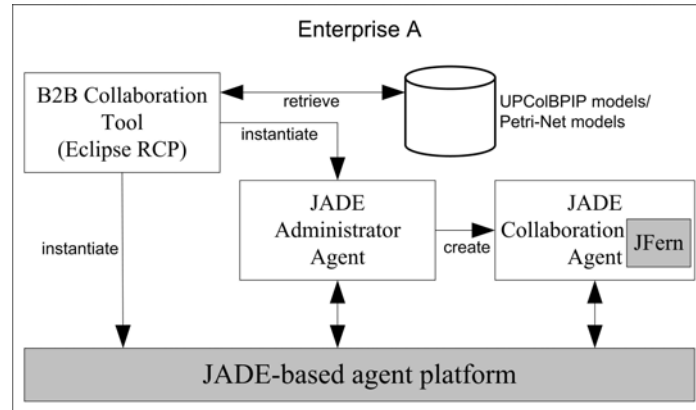 Enterprise A
B2B Collaboration
Tool
(Eclipse RCP)
retrieve
UPColBPIP models/
Petri-Net models
instantiate
instantiate
JADE
Administrator
Agent
create
JADE
Collaboration
Agent
JFern
JADE-based agent platform